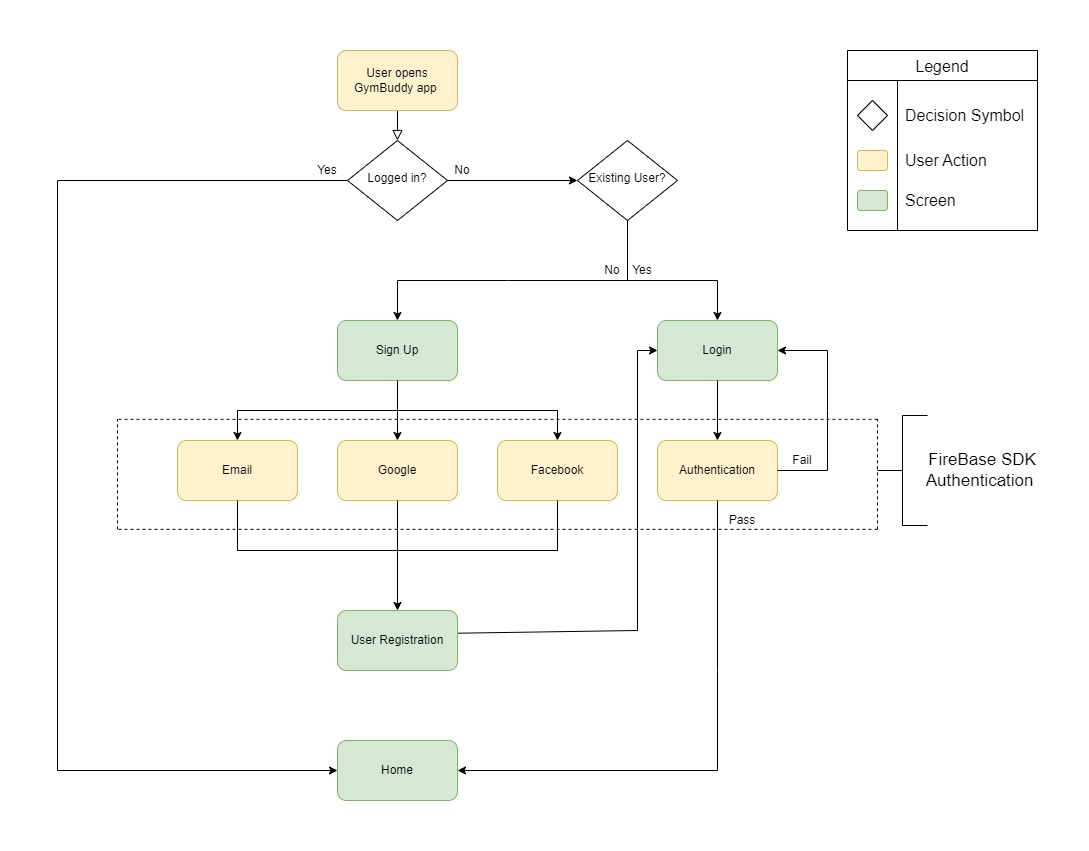 User opens
GymBuddy app
Legend
Decision Symbol
User Action
Screen
Yes
Logged in?
No
Existing User?
No
Yes
Sign Up
Login
Email
Google
Facebook
Authentication
Fail
FireBase SDK
Authentication
Pass
User Registration
Home